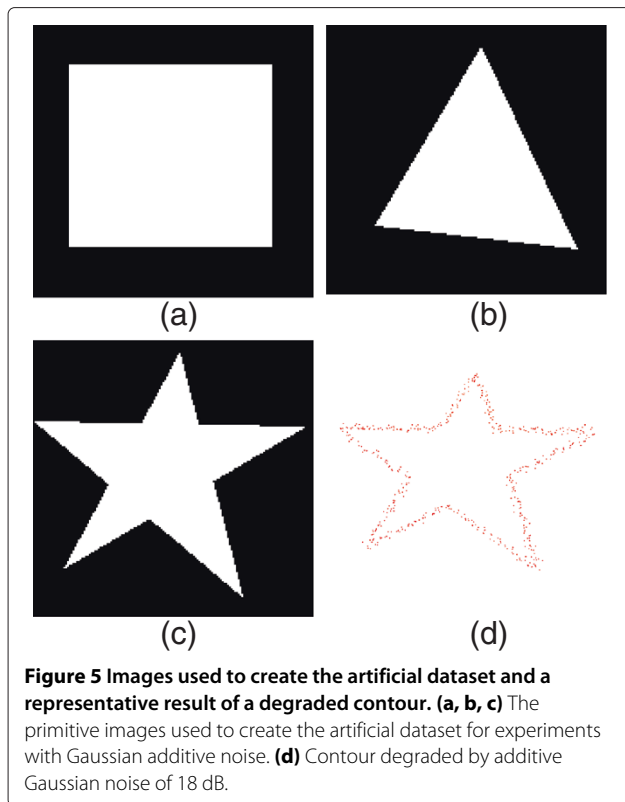 (a)
(b)
(c)
(d)
Figure 5 Images used to create the artificial dataset and a
representative result of a degraded contour. (a, b, c) The
primitive images used to create the artificial dataset for experiments
with Gaussian additive noise. (d) Contour degraded by additive
Gaussian noise of 18 dB.